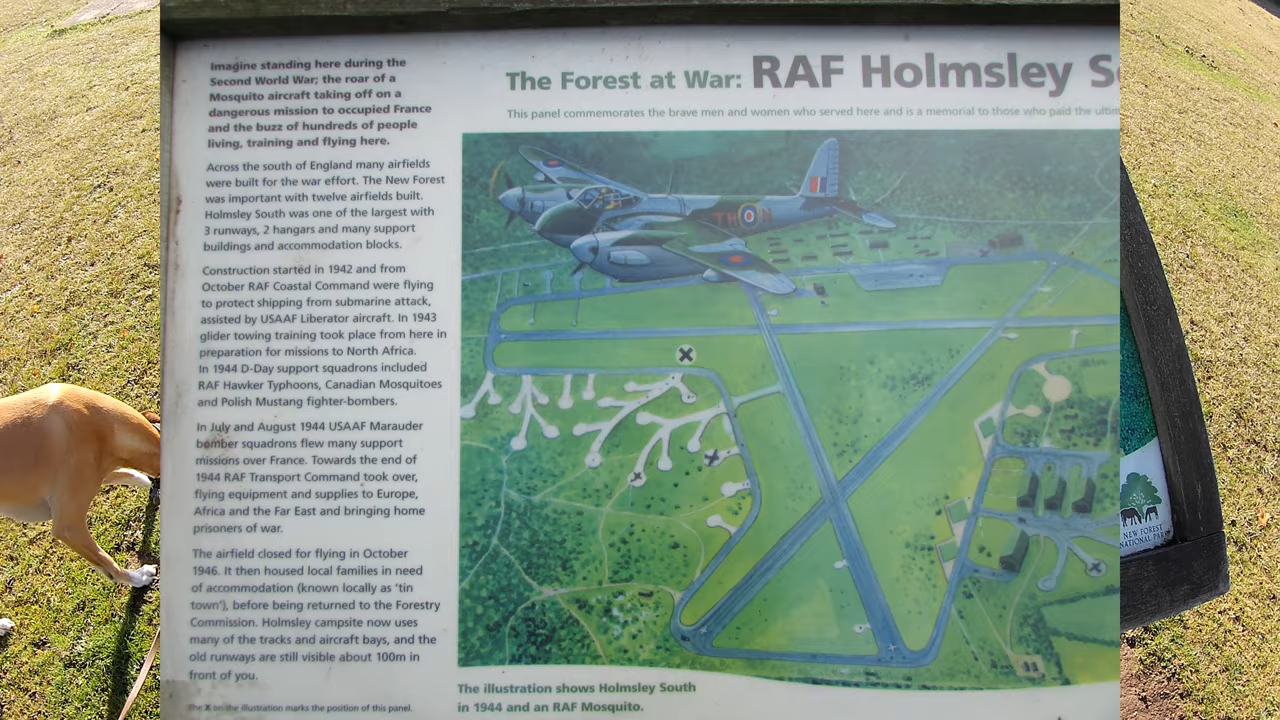 Imagine standing here during the
Second World War; the roar of a
Mosquito aircraft taking off on a
dangerous mission to occupied France
and the buzz of hundreds of people
living, training and flying here.
Across the south of England many airfields
were built for the war effort. The New Forest
was important with twelve airfields built.
Holmsley South was one of the largest with
3 runways, 2 hangars and many support
buildings and accommodation blocks.
Construction started in 1942 and from
October RAF Coastal Command were flying
to protect shipping from submarine attack,
assisted by USAAF Liberator aircraft. In 1943
glider towing training took place from here in
preparation for missions to North Africa.
In 1944 D-Day support squadrons included
RAF Hawker Typhoons, Canadian Mosquitoes
and Polish Mustang fighter-bombers.
In July and August 1944 USAAF Marauder
bomber squadrons flew many support
missions over France. Towards the end of
1944 RAF Transport Command took over,
flying equipment and supplies to Europe,
Africa and the Far East and bringing home
prisoners of war.
The airfield closed for flying in October
1946. It then housed local families in need
of accommodation (known locally as 'tin
town'), before being returned to the Forestry
Commission. Holmsley campsite now uses
many of the tracks and aircraft bays, and the
old runways are still visible about 100m in
front of you.
The X on the illustration marks the position of this panel.
The Forest at War: RAF Holmsley S
This panel commemorates the brave men and women who served here and is a memorial to those who paid the
TH N
The illustration shows Holmsley South
in 1944 and an RAF Mosquito.
NEW FOREST
NATIONAL PARK